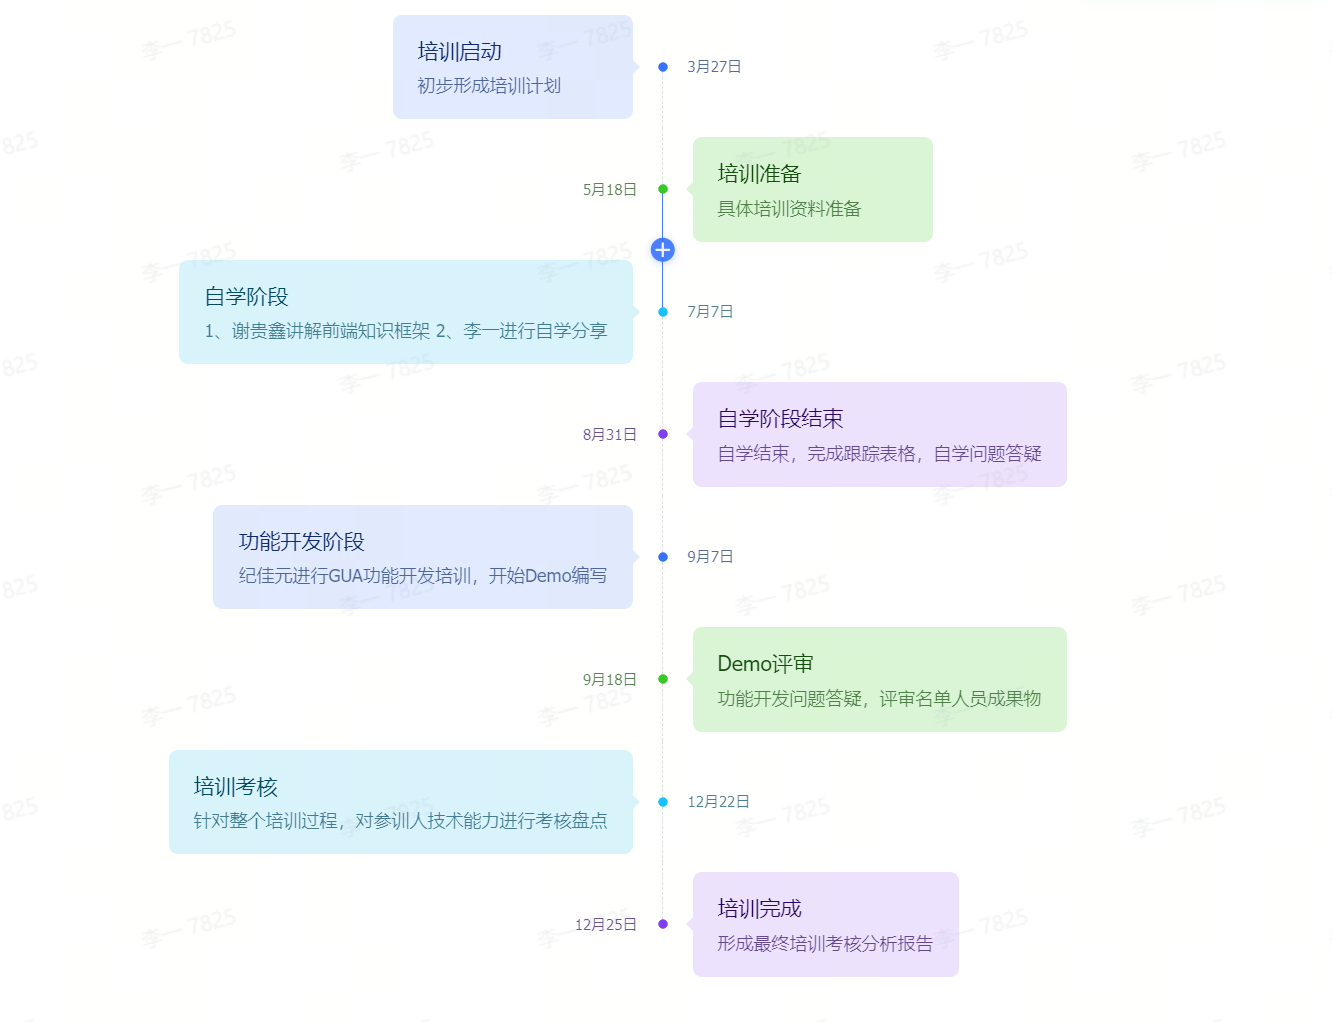 培训启动
初步形成培训计划
3月27日
5月18日
培训准备
具体培训资料准备
自学阶段
1、谢贵鑫讲解前端知识框架 2、李一进行自学分享
7月7日
8月31日
自学阶段结束
自学结束，完成跟踪表格，自学问题答疑
功能开发阶段
纪佳元进行GUA功能开发培训，开始Demo编写
9月7日
9月18日
Demo评审
功能开发问题答疑，评审名单人员成果物
培训考核
针对整个培训过程，对参训人技术能力进行考核盘点
12月22日
12月25日
培训完成
形成最终培训考核分析报告
李一 7825